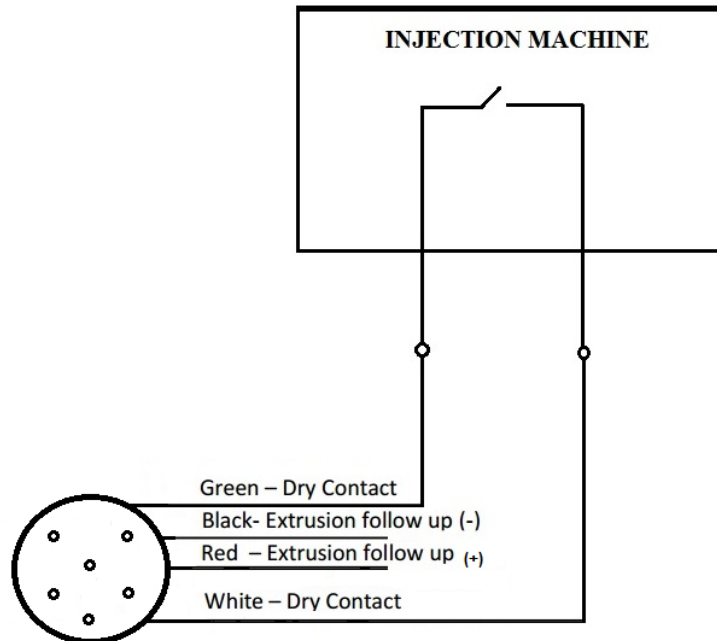 INJECTION MACHINE
Green – Dry Contact
Black- Extrusion follow up (-)
Red – Extrusion follow up (+)
White – Dry Contact